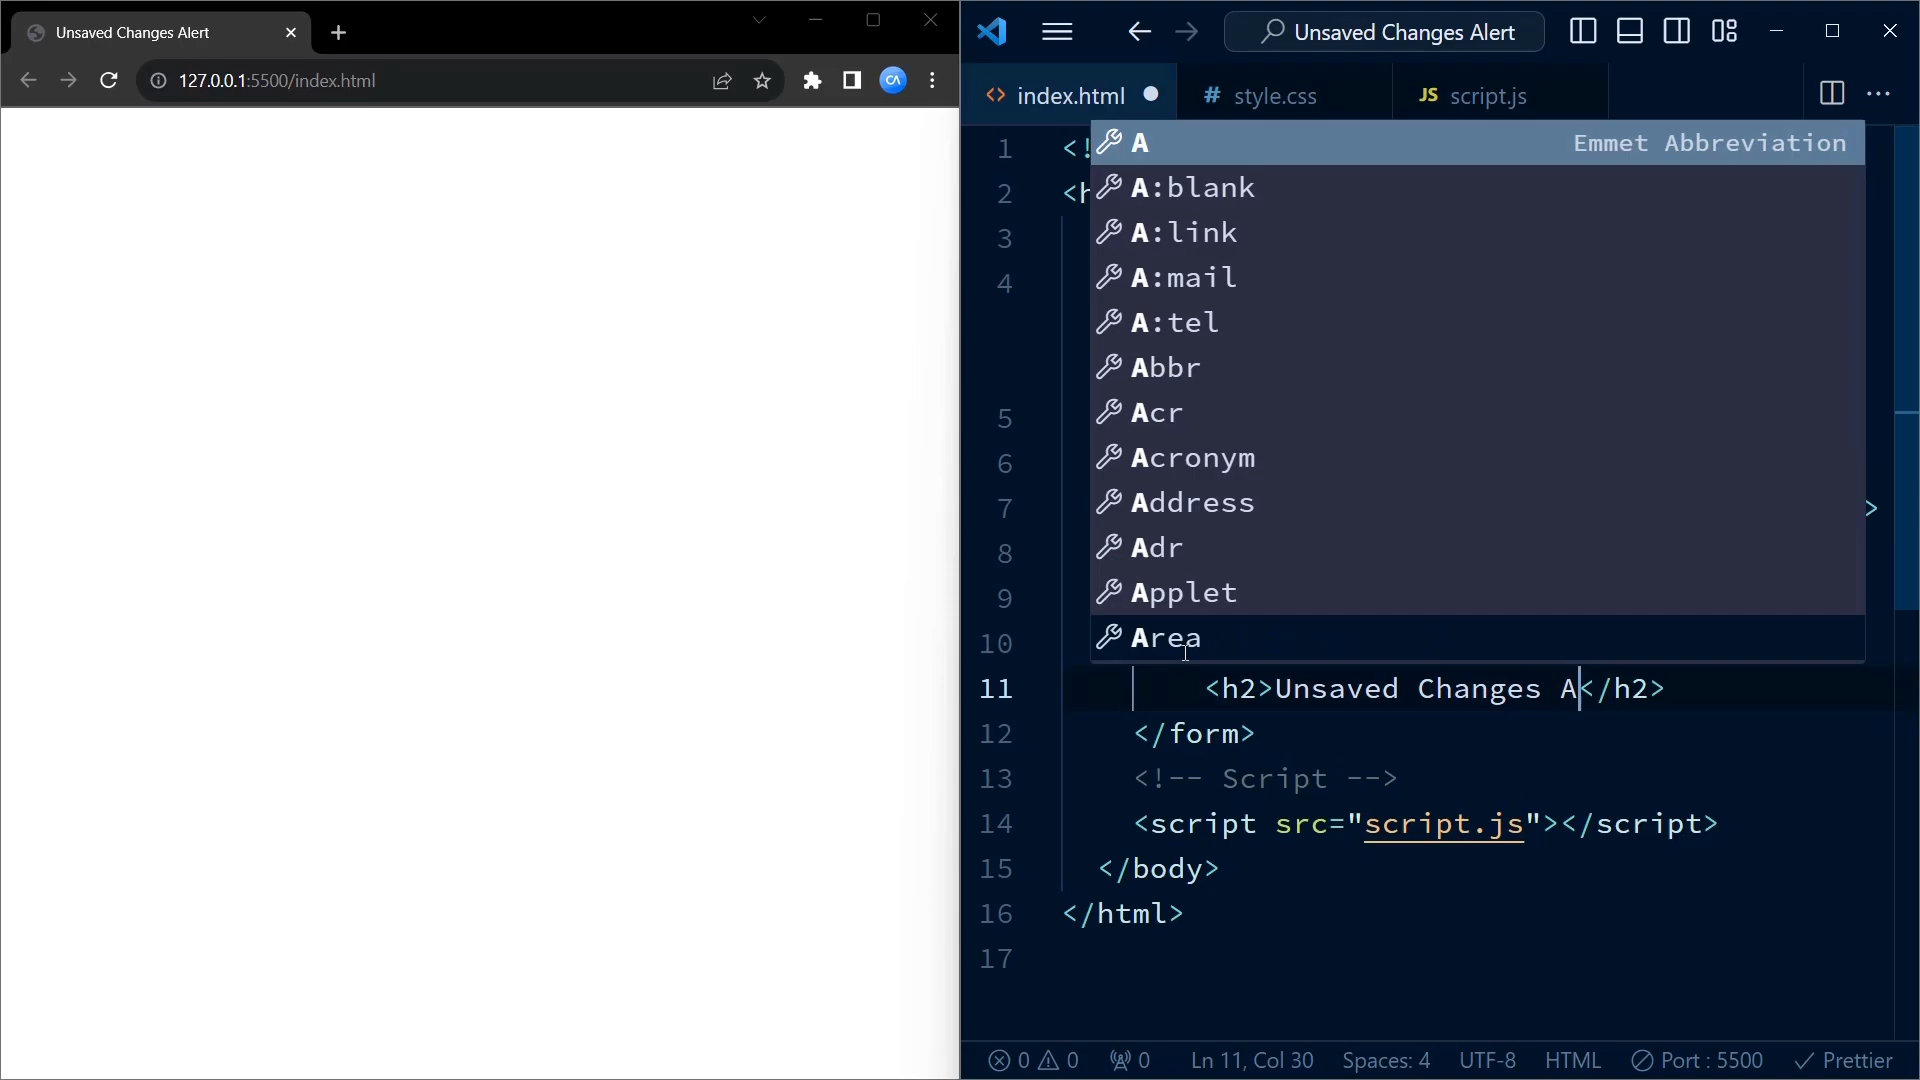 Unsaved Changes Alert
127.0.0.1:5500/index.html
CA
Unsaved Changes Alert
<> index.html
# style.css
JS script.js
1 <!
2 <h
3
4
5
6
7 >
8
9
10
A Emmet Abbreviation
A:blank
A:link
A:mail
A:tel
Abbr
Acr
Acronym
Address
Adr
Applet
Area
11 <h2>Unsaved Changes A</h2>
12 </form>
13 <!-- Script -->
14 <script src="script.js"></script>
15 </body>
16 </html>
17
0 0 0 Ln 11, Col 30 Spaces: 4 UTF-8 HTML Port : 5500 Prettier